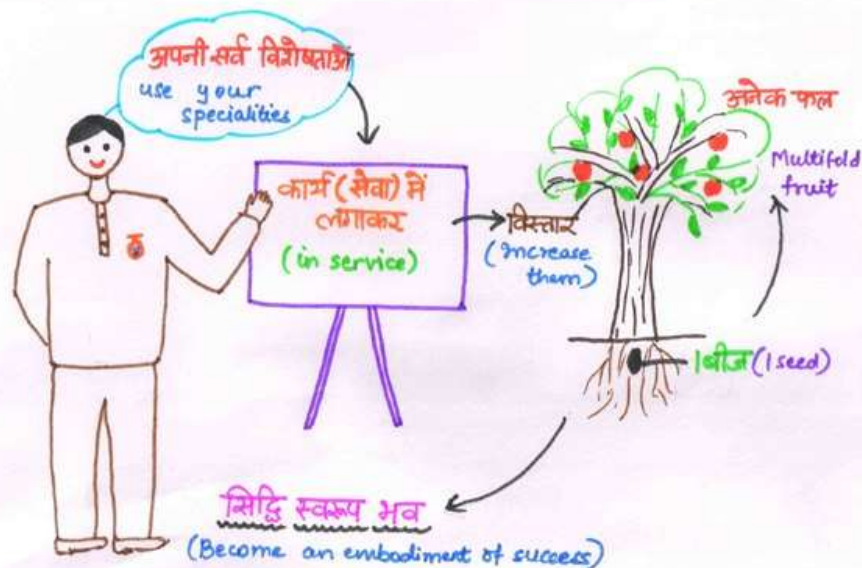 अपनी सर्व विशेषताओं
use your
specialities
कार्य (सेवा) में
लगाकर
(in service)
विस्तार
(Increase
them)
अनेक फल
Multifold
fruit
1 बीज (1 seed)
सिद्धि स्वरूप भव
(Become an embodiment of success)